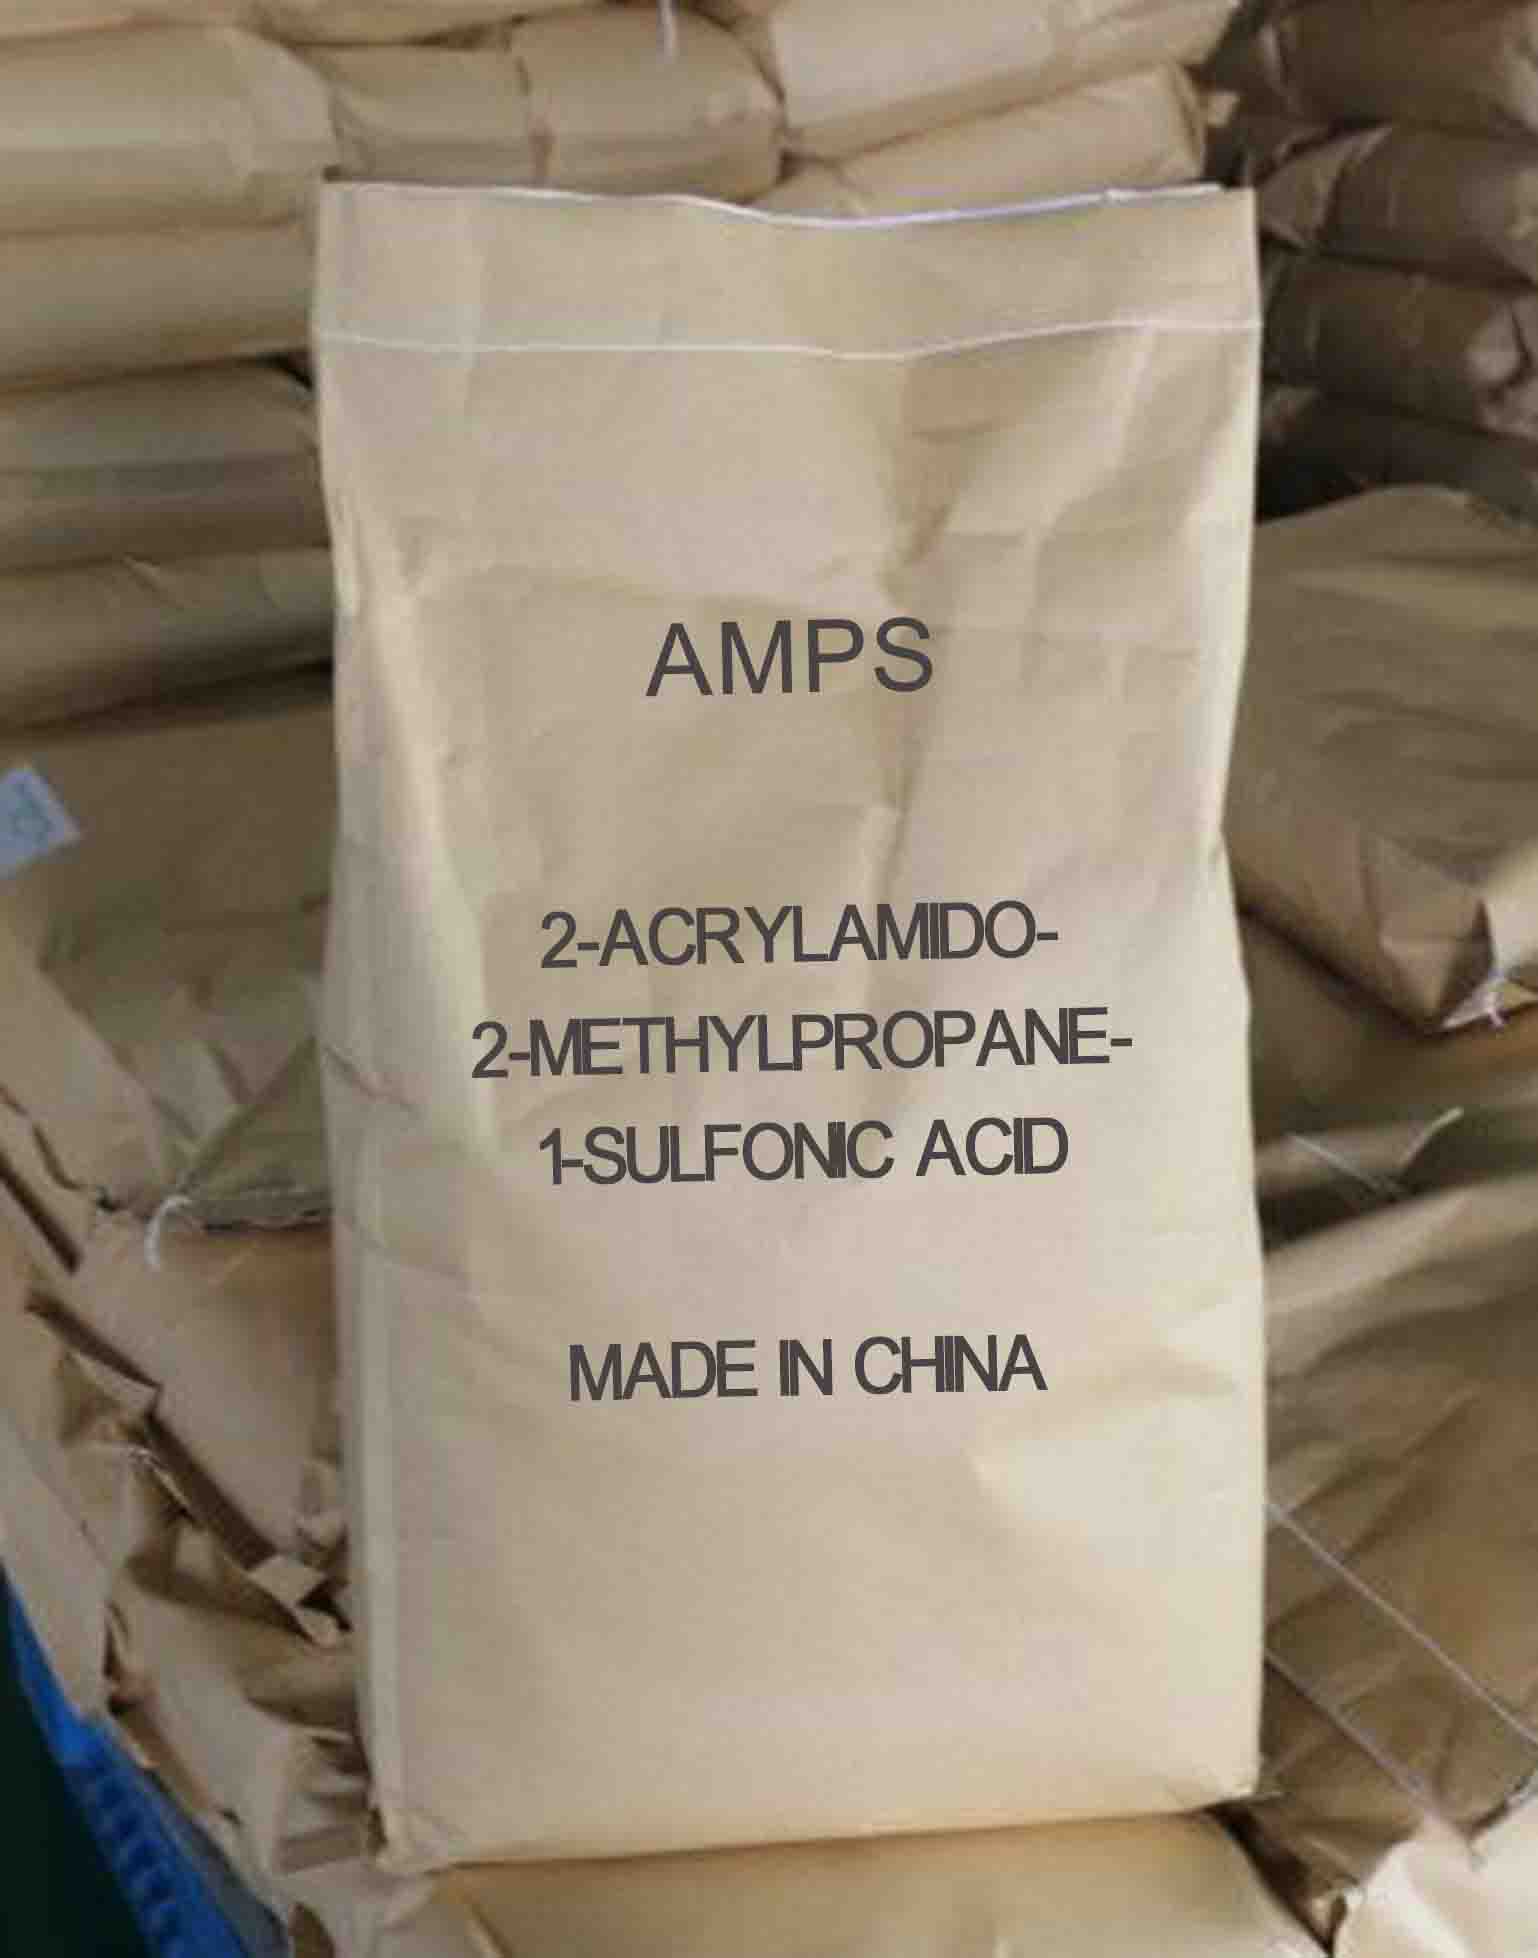 AMPS
2-ACRYLAMIDO-
2-METHYLPROPANE-
1-SULFONIC ACID
MADE IN CHINA